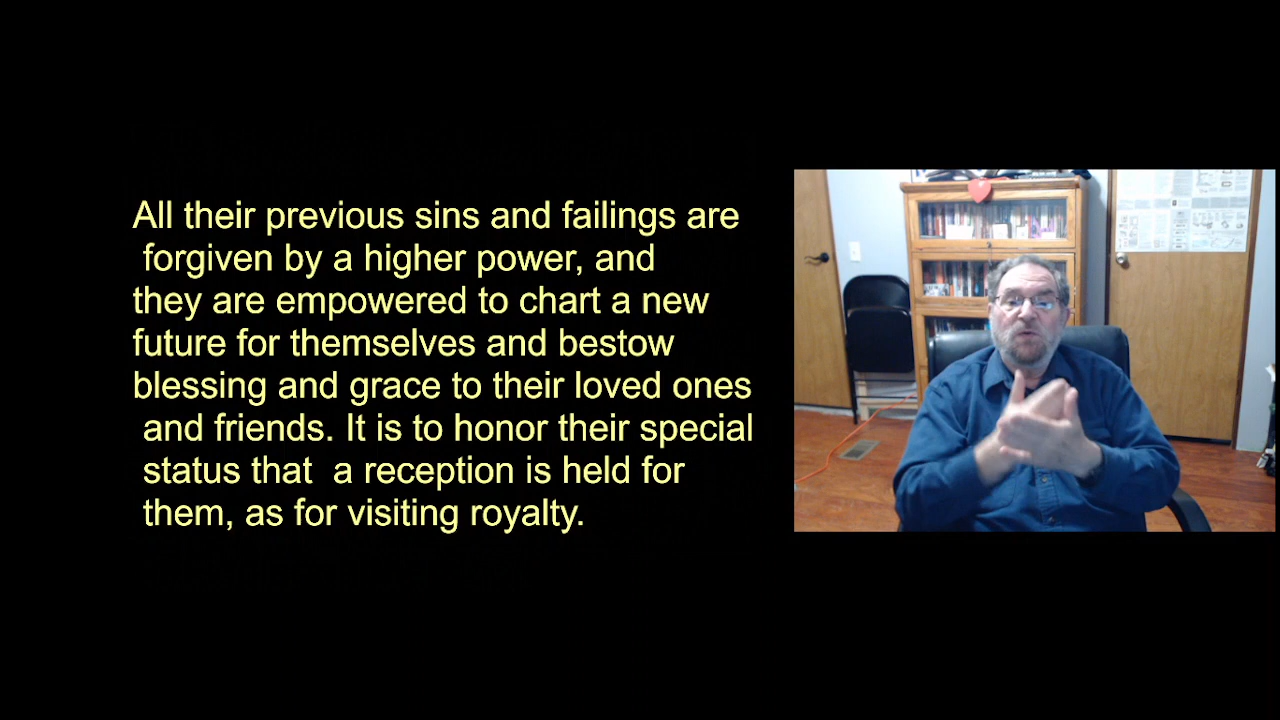 All their previous sins and failings are
forgiven by a higher power, and
they are empowered to chart a new
future for themselves and bestow
blessing and grace to their loved ones
and friends. It is to honor their special
status that  a reception is held for
them, as for visiting royalty.